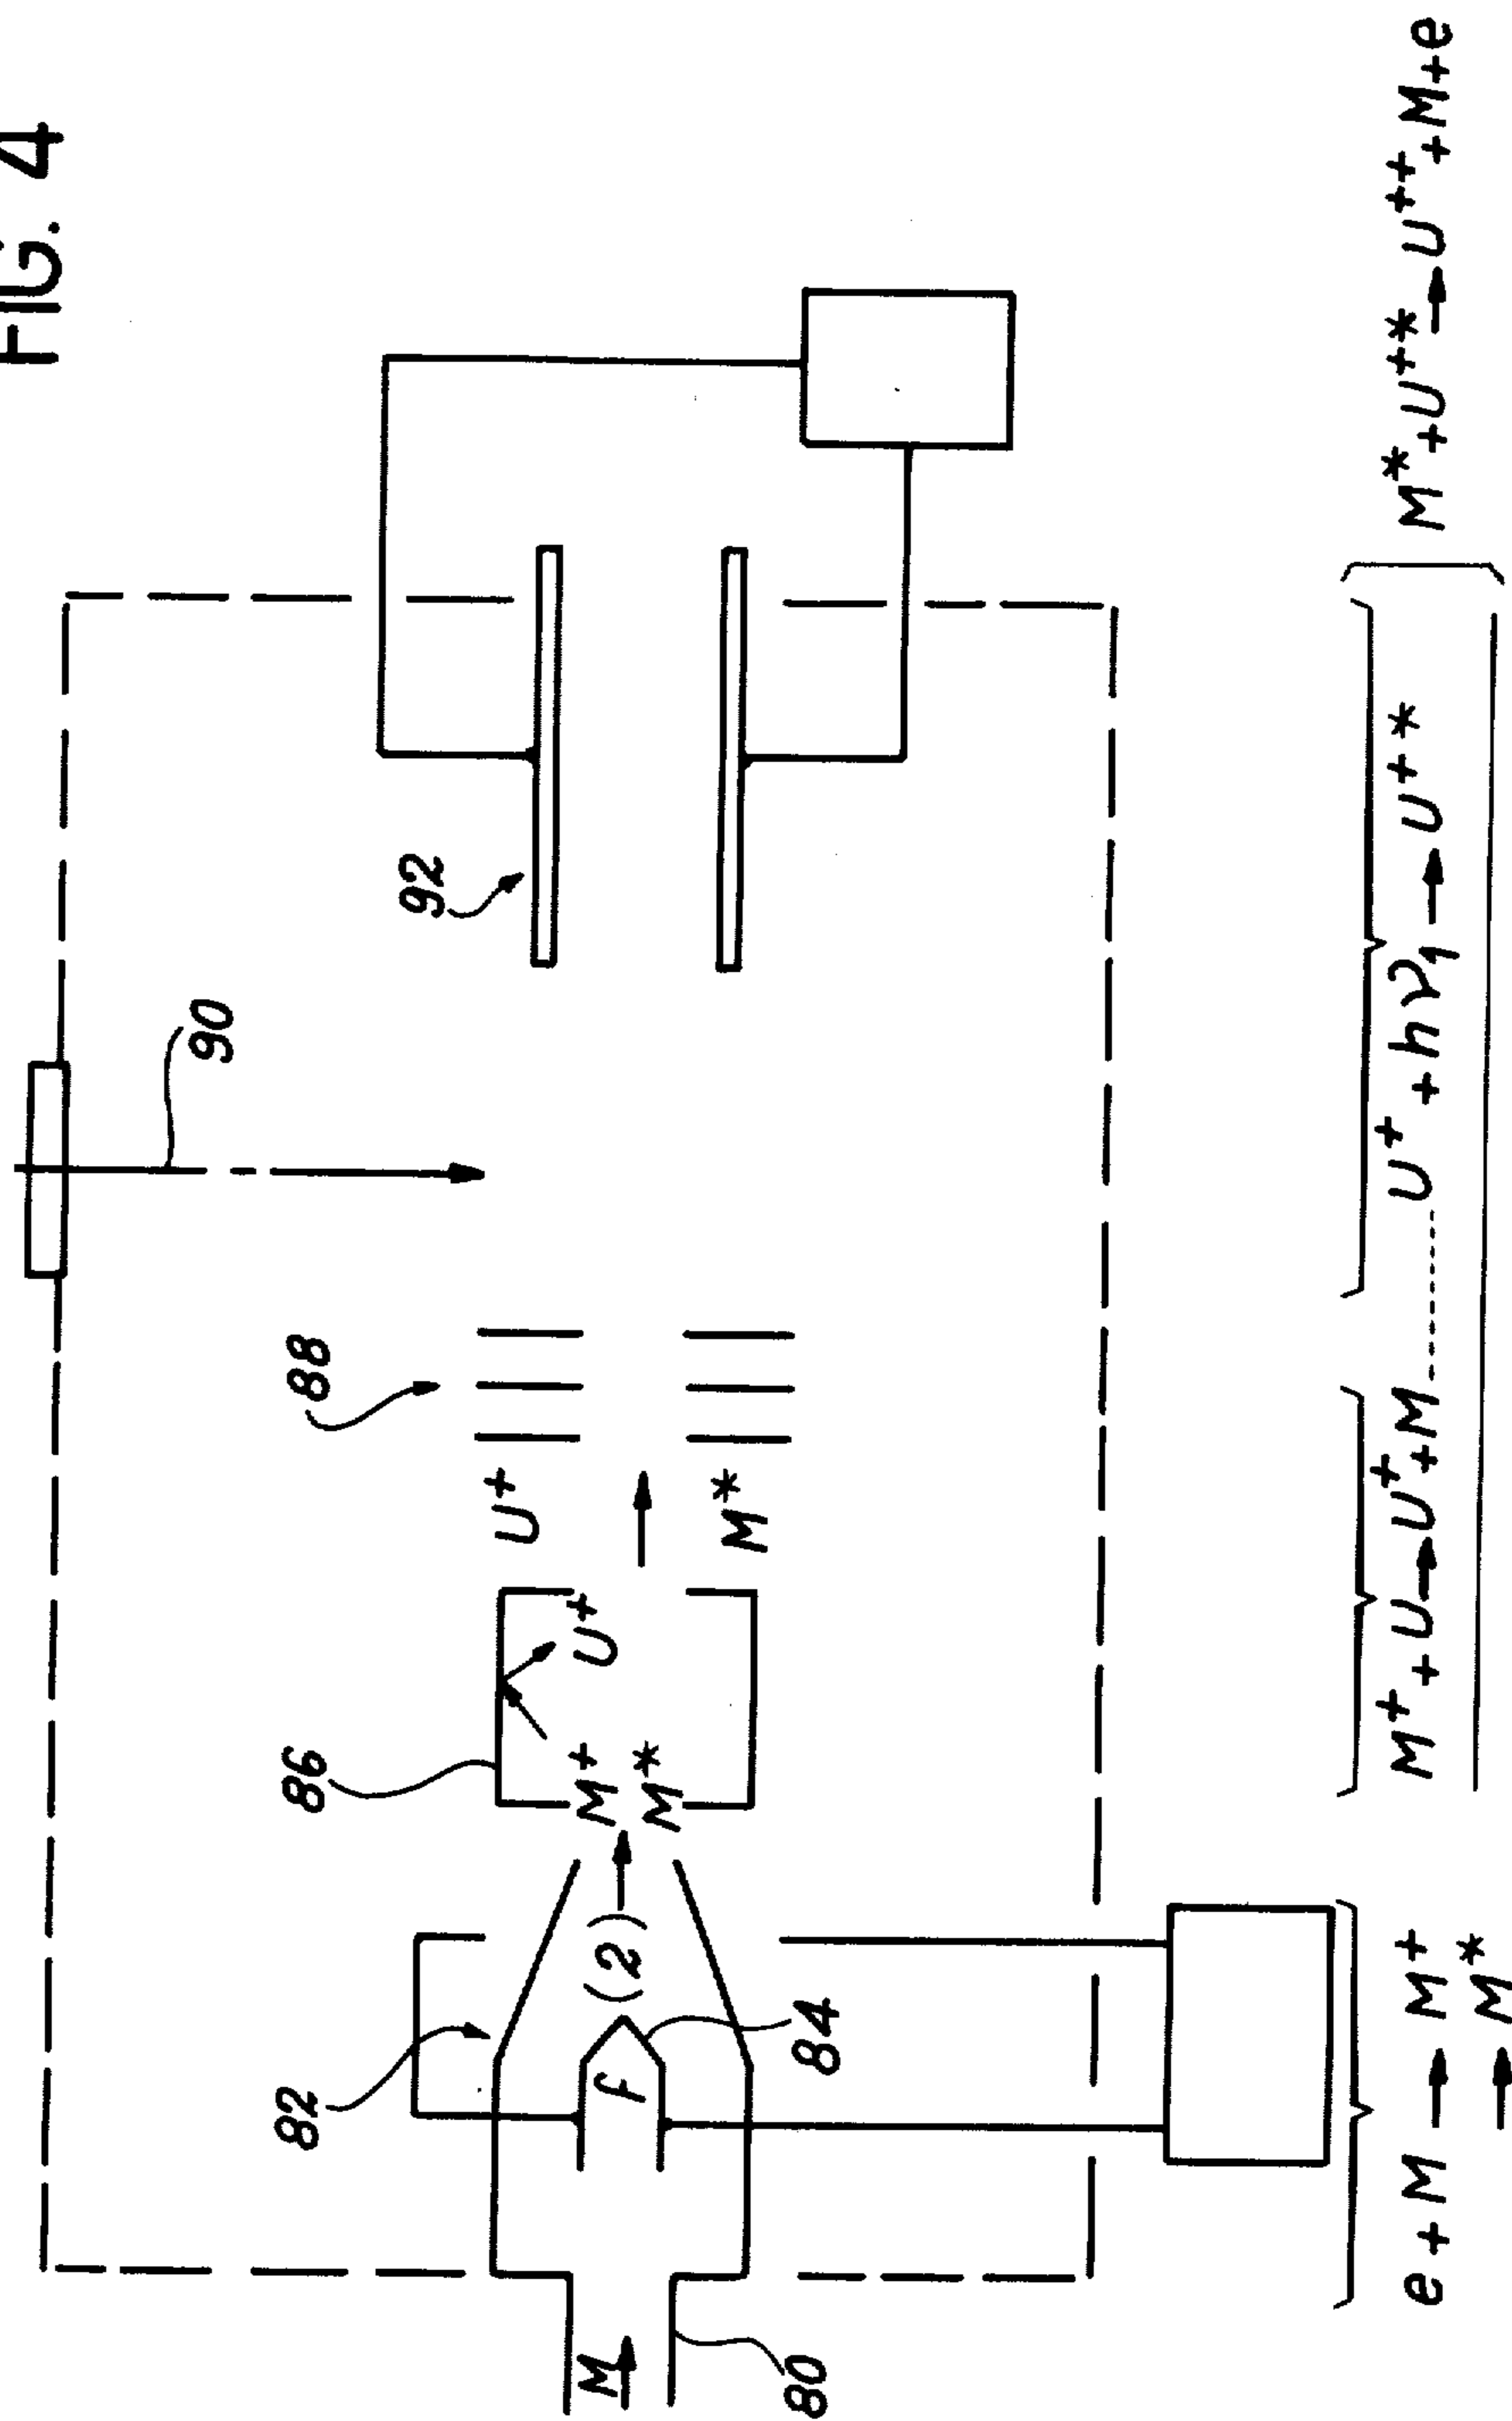 FIG. 4
90
92
88
86
82
84
80
M
f
(2)
M+
M*
U+
U+
M*
e + M → M+
→ M*
M+ + U → U+ + M ------ U+ + hν1 → U+*
M* + U+* → U++ + M + e